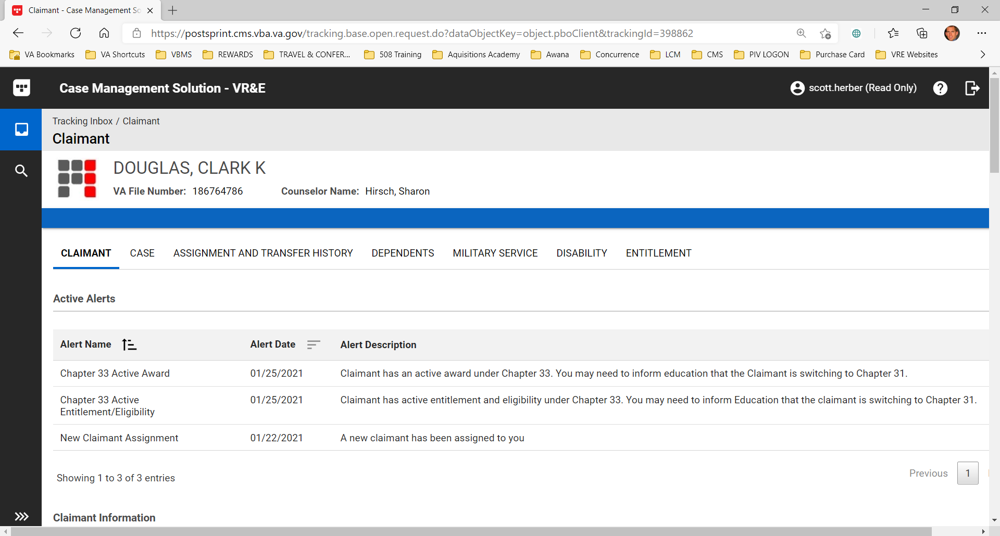 Claimant - Case Management So
https://postsprint.cms.vba.va.gov/tracking.base.open.request.do?dataObjectKey=object.pboClient&trackingId=398862
VA Bookmarks VA Shortcuts VBMS REWARDS TRAVEL & CONFER... 508 Training Aquisitions Academy Awana Concurrence LCM CMS PIV LOGON Purchase Card VRE Websites
Case Management Solution - VR&E
scott.herber (Read Only)
Tracking Inbox / Claimant
Claimant
DOUGLAS, CLARK K
VA File Number: 186764786 Counselor Name: Hirsch, Sharon
CLAIMANT CASE ASSIGNMENT AND TRANSFER HISTORY DEPENDENTS MILITARY SERVICE DISABILITY ENTITLEMENT
Active Alerts
Alert Name Alert Date Alert Description
Chapter 33 Active Award 01/25/2021 Claimant has an active award under Chapter 33. You may need to inform education that the Claimant is switching to Chapter 31.
Chapter 33 Active 01/25/2021 Claimant has active entitlement and eligibility under Chapter 33. You may need to inform Education that the claimant is switching to Chapter 31.
Entitlement/Eligibility
New Claimant Assignment 01/22/2021 A new claimant has been assigned to you
Showing 1 to 3 of 3 entries
Previous 1
Claimant Information